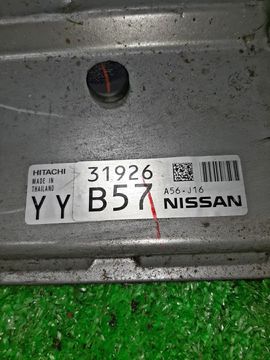 HITACHI 31926
MADE IN
THAILAND
A56-J16
YY B57 NISSAN